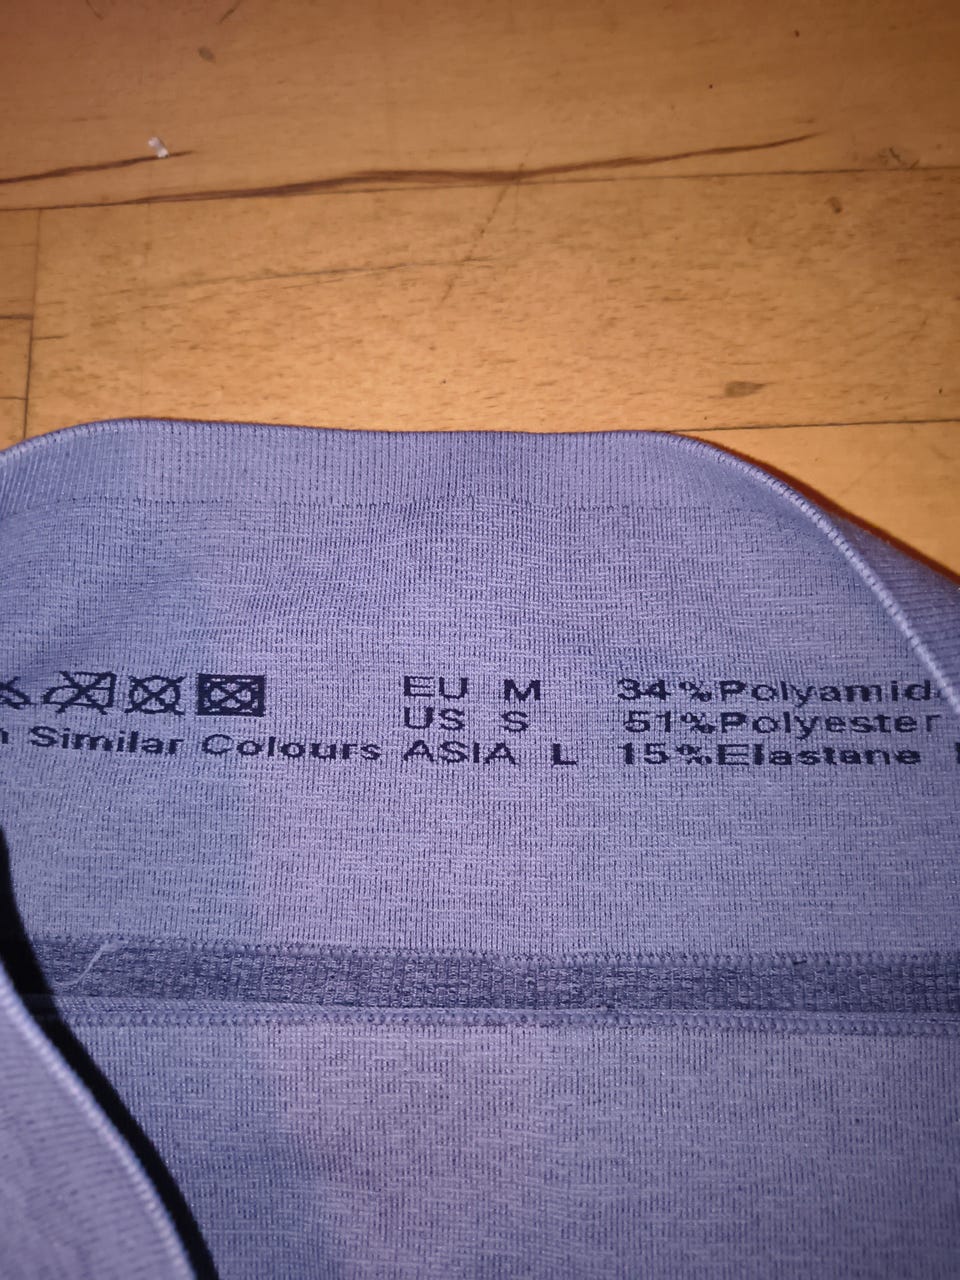 EU M 34%Polyamid
US S 51%Polyester
Similar Colours ASIA L 15%Elastane